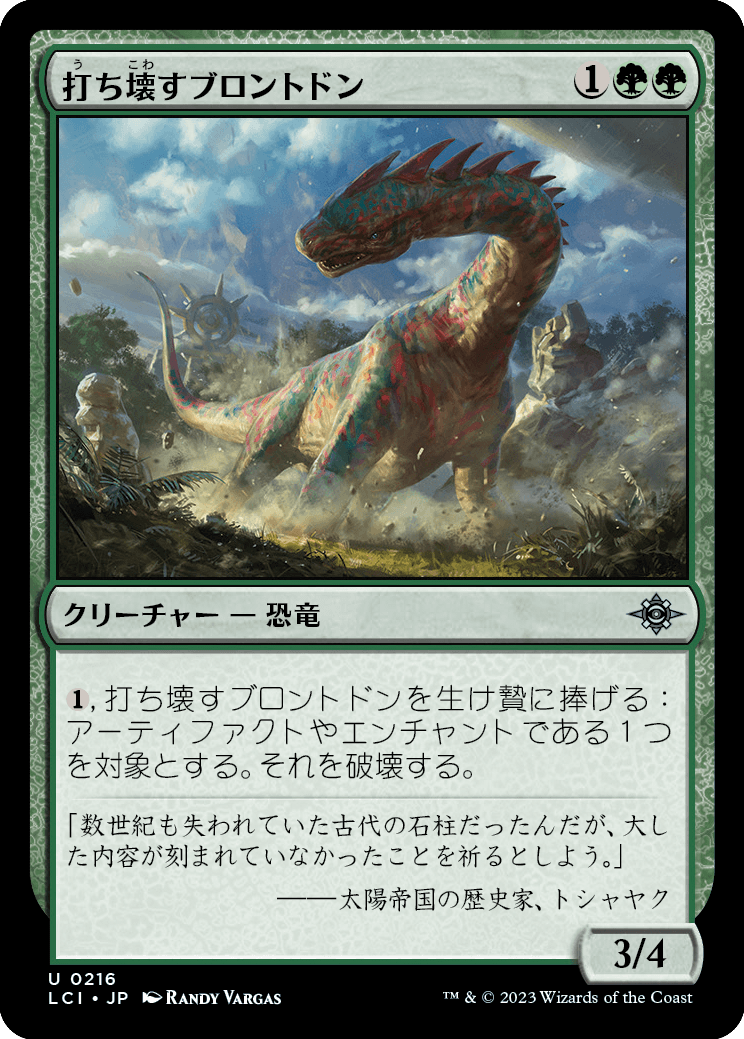 打ち壊すブロントドン
1
クリーチャー ― 恐竜
1, 打ち壊すブロントドンを生け贄に捧げる：
アーティファクトやエンチャントである１つ
を対象とする。それを破壊する。
「数世紀も失われていた古代の石柱だったんだが、大し
た内容が刻まれていなかったことを祈るとしよう。」
――太陽帝国の歴史家、トシャヤク
3/4
U 0216
LCI • JP Randy Vargas
™ & © 2023 Wizards of the Coast